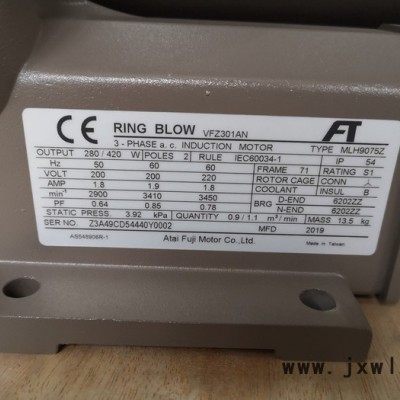 CE RING BLOW VFZ301AN FT
3 - PHASE a. c. INDUCTION MOTOR TYPE MLH9075Z
OUTPUT 280 / 420 W POLES 2 RULE IEC60034-1 IP 54
Hz 50 60 60 FRAME 71 RATING S1
VOLT 200 200 220 ROTOR CAGE CONN. 人
AMP 1.8 1.9 1.8 COOLANT INSUL B
min⁻¹ 2900 3410 3450 BRG D-END 6202ZZ
PF 0.64 0.85 0.78 N-END 6202ZZ
STATIC PRESS. 3.92 kPa AIR FLOW 0.9 / 1.1 m³/min MASS 13.5 kg
SER NO. Z3A49CD54440Y0002 MFD 2019
Atai Fuji Motor Co., Ltd. Made in Taiwan
www.jxwl